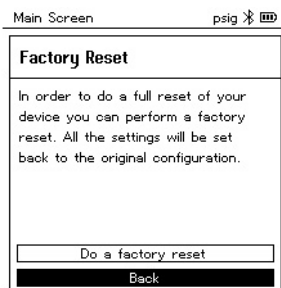 Main Screen psig
Factory Reset
In order to do a full reset of your
device you can perform a factory
reset. All the settings will be set
back to the original configuration.
Do a factory reset
Back